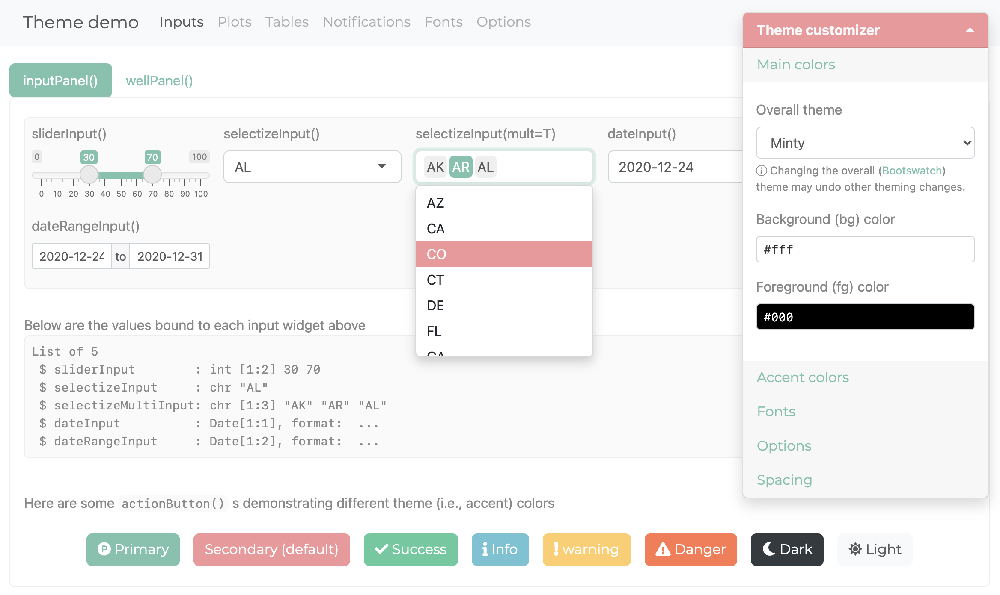 Theme demo Inputs Plots Tables Notifications Fonts Options
inputPanel() wellPanel()
sliderInput()
0 30 70 100
0 10 20 30 40 50 60 70 80 90 100
selectizeInput()
AL
selectizeInput(mult=T)
AK AR AL
AZ
CA
CO
CT
DE
FL
GA
dateInput()
2020-12-24
dateRangeInput()
2020-12-24 to 2020-12-31
Below are the values bound to each input widget above
List of 5
$ sliderInput : int [1:2] 30 70
$ selectizeInput : chr "AL"
$ selectizeMultiInput: chr [1:3] "AK" "AR" "AL"
$ dateInput : Date[1:1], format: ...
$ dateRangeInput : Date[1:2], format: ...
Here are some actionButton() s demonstrating different theme (i.e., accent) colors
P Primary Secondary (default) Success Info warning Danger Dark Light
Theme customizer
Main colors
Overall theme
Minty
Changing the overall (Bootswatch)
theme may undo other theming changes.
Background (bg) color
#fff
Foreground (fg) color
#000
Accent colors
Fonts
Options
Spacing